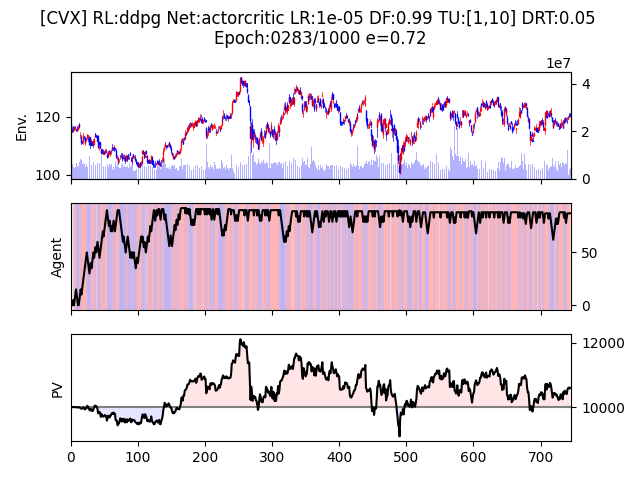 [CVX] RL:ddpg Net:actorcritic LR:1e-05 DF:0.99 TU:[1,10] DRT:0.05
Epoch:0283/1000 e=0.72
1e7
Env.
120
100
4
2
0
Agent
50
0
PV
12000
10000
0 100 200 300 400 500 600 700